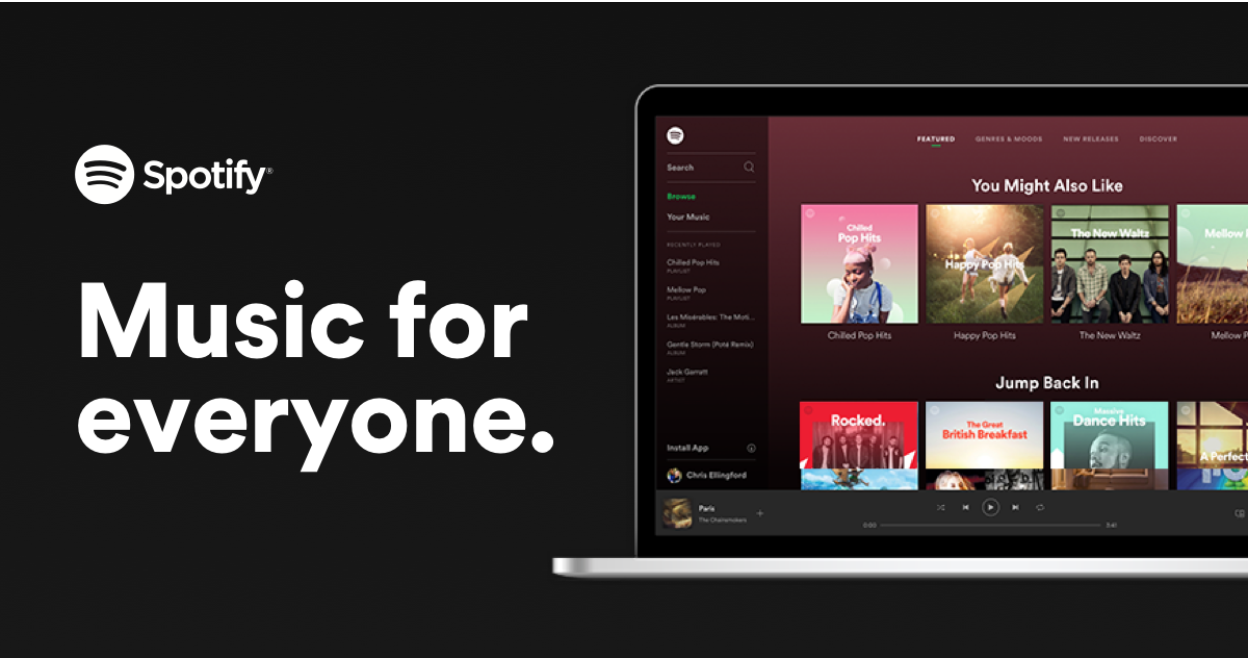 Spotify®
Music for
everyone.
Search
Browse
Your Music
RECENTLY PLAYED
Chilled Pop Hits
PLAYLIST
Mellow Pop
PLAYLIST
Les Misérables: The Moti...
ALBUM
Gentle Storm (Poté Remix)
ALBUM
Jack Garratt
ARTIST
Install App
Chris Ellingford
FEATURED GENRES & MOODS NEW RELEASES DISCOVER
You Might Also Like
Chilled
Pop Hits
Happy Pop Hits
The New Waltz
Mellow
Chilled Pop Hits
Happy Pop Hits
The New Waltz
Mellow P
Jump Back In
Rocked.
The Great
British Breakfast
Massive
Dance Hits
A Perfect
Paris
The Chainsmokers
0:00
3:41